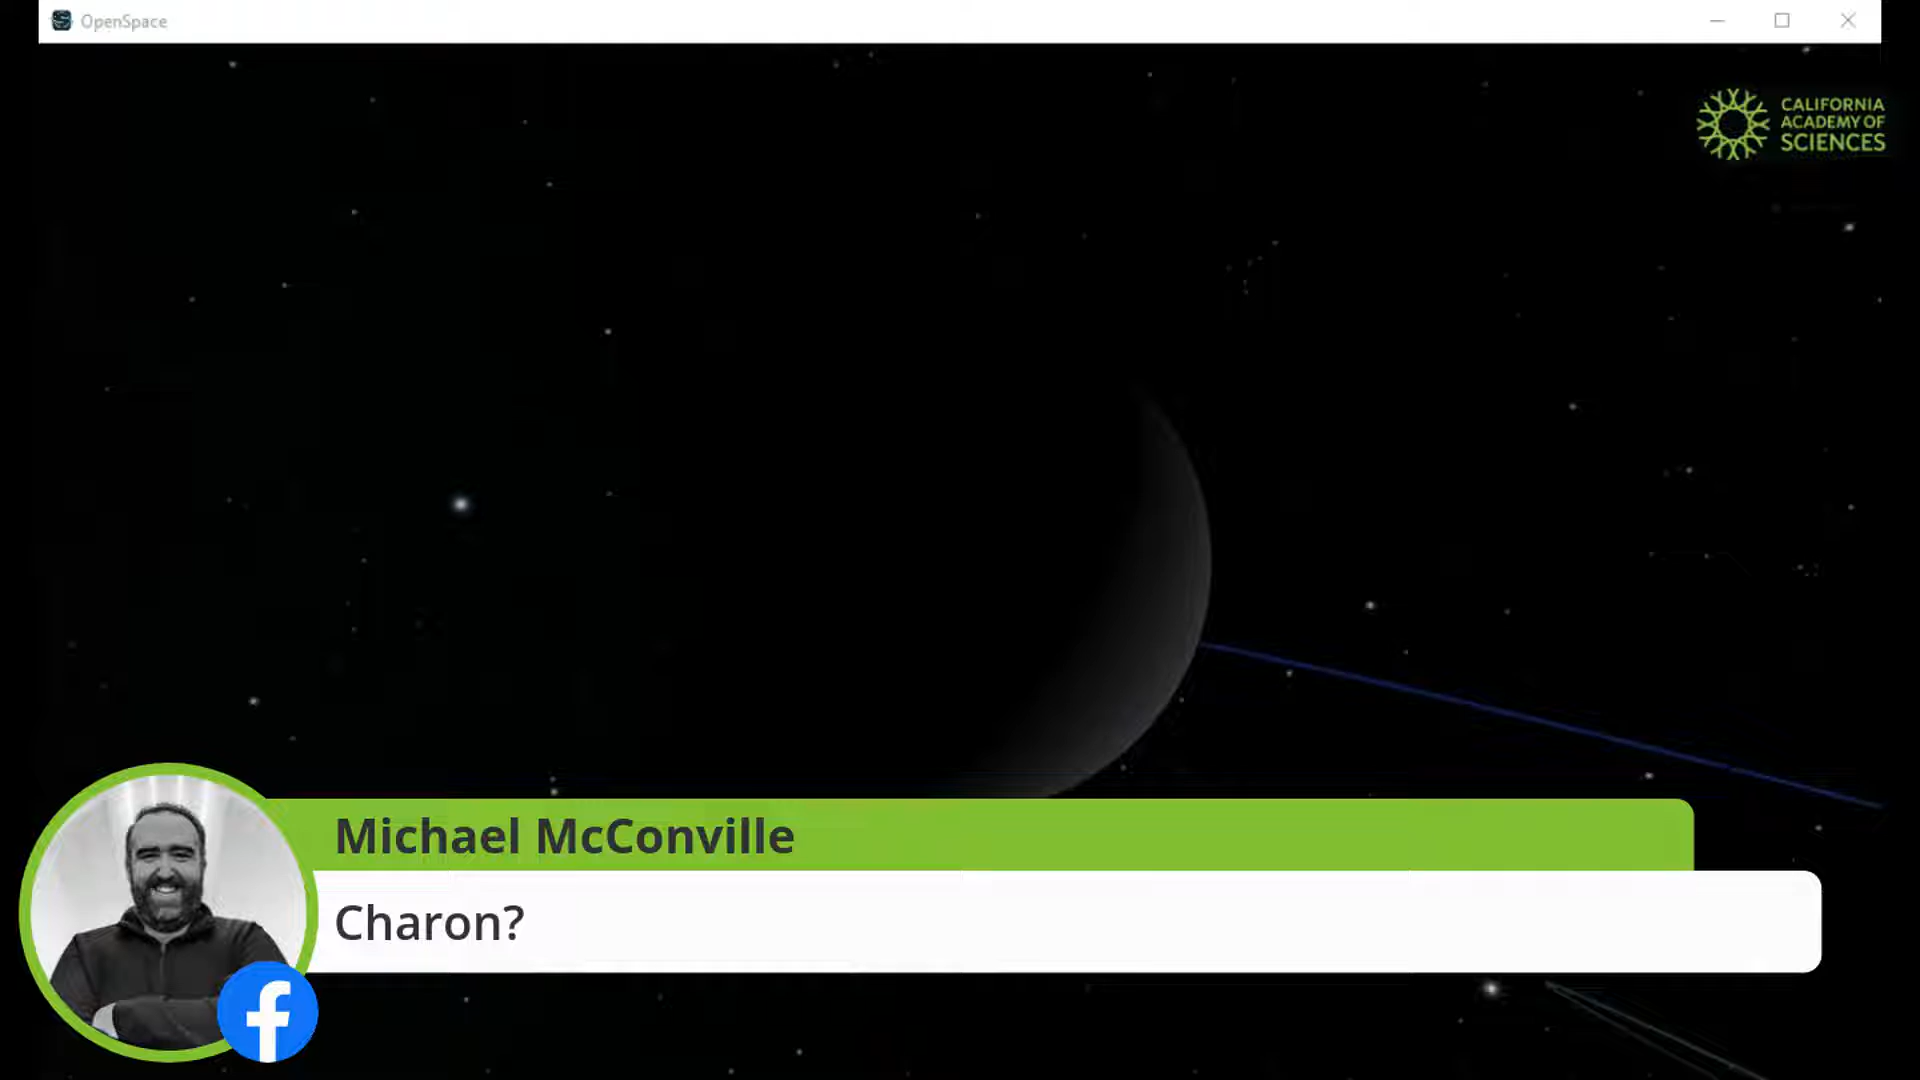 OpenSpace
CALIFORNIA
ACADEMY OF
SCIENCES
Michael McConville
Charon?